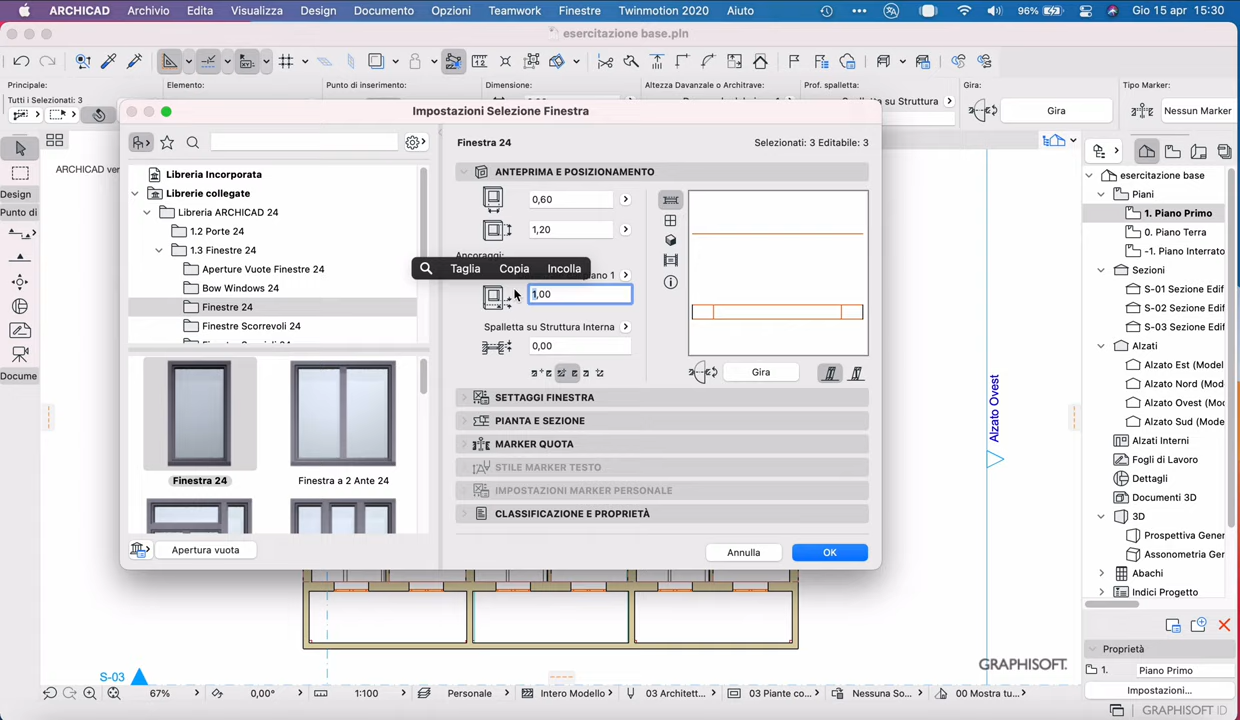 ARCHICAD Archivio Edita Visualizza Design Documento Opzioni Teamwork Finestre Twinmotion 2020 Aiuto 96% Gio 15 apr 15:30
esercitazione base.pln
Principale: Elemento: Punto di inserimento: Dimensione: Altezza Davanzale o Architrave: Prof. spalletta: Gira: Tipo Marker:
Tutti i Selezionati: 3
Spalletta su Struttura
Gira
Nessun Marker
Impostazioni Selezione Finestra
ARCHICAD ver
Design
Punto di
Docume
Libreria Incorporata
Librerie collegate
Libreria ARCHICAD 24
1.2 Porte 24
1.3 Finestre 24
Aperture Vuote Finestre 24
Bow Windows 24
Finestre 24
Finestre Scorrevoli 24
Finestra 24
Finestra a 2 Ante 24
Apertura vuota
Finestra 24
Selezionati: 3 Editabile: 3
ANTEPRIMA E POSIZIONAMENTO
0,60
1,20
Ancoraggi:
Taglia Copia Incolla
piano 1
1,00
Spalletta su Struttura Interna
0,00
Gira
SETTAGGI FINESTRA
PIANTA E SEZIONE
MARKER QUOTA
STILE MARKER TESTO
IMPOSTAZIONI MARKER PERSONALE
CLASSIFICAZIONE E PROPRIETÀ
Annulla
OK
Alzato Ovest
S-03
GRAPHISOFT.
esercitazione base
Piani
1. Piano Primo
0. Piano Terra
-1. Piano Interrato
Sezioni
S-01 Sezione Edif
S-02 Sezione Edif
S-03 Sezione Edif
Alzati
Alzato Est (Model
Alzato Nord (Mod
Alzato Ovest (Mo
Alzato Sud (Mode
Alzati Interni
Fogli di Lavoro
Dettagli
Documenti 3D
3D
Prospettiva Gener
Assonometria Ger
Abachi
Indici Progetto
Proprietà
1. Piano Primo
Impostazioni...
GRAPHISOFT ID
67% 0,00° 1:100 Personale Intero Modello 03 Architett... 03 Piante co... Nessuna So... 00 Mostra tu...